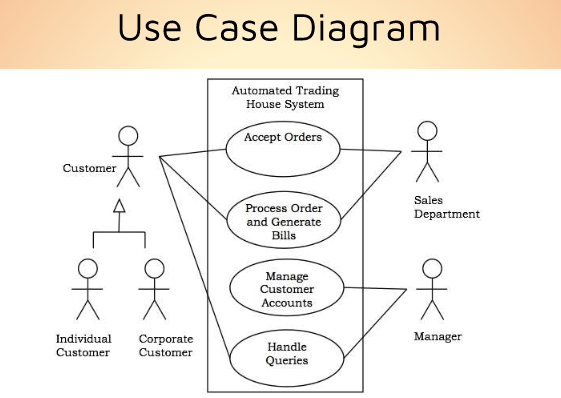 Use Case Diagram
Automated Trading
House System
Accept Orders
Customer
Process Order
and Generate
Bills
Sales
Department
Manage
Customer
Accounts
Individual
Customer
Corporate
Customer
Handle
Queries
Manager